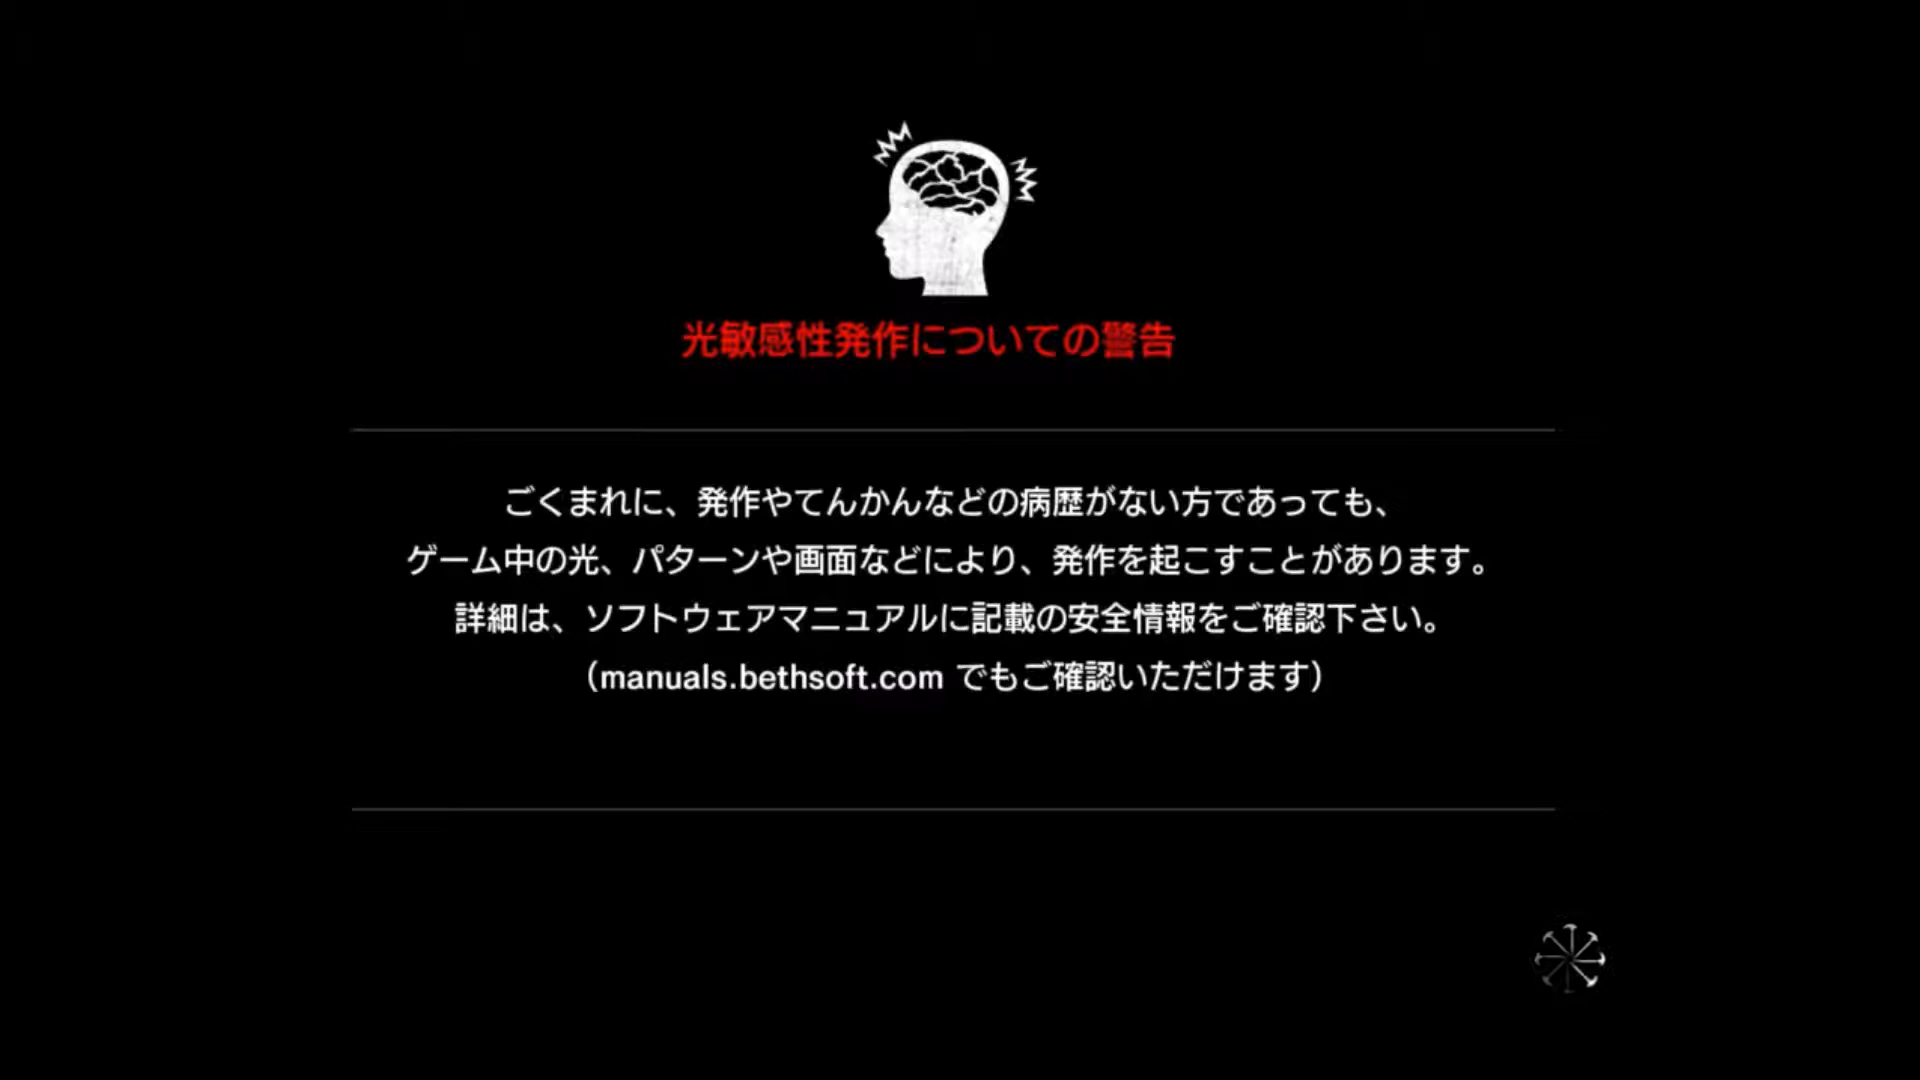 光敏感性発作についての警告
ごくまれに、発作やてんかんなどの病歴がない方であっても、
ゲーム中の光、パターンや画面などにより、発作を起こすことがあります。
詳細は、ソフトウェアマニュアルに記載の安全情報をご確認下さい。
（manuals.bethsoft.com でもご確認いただけます）